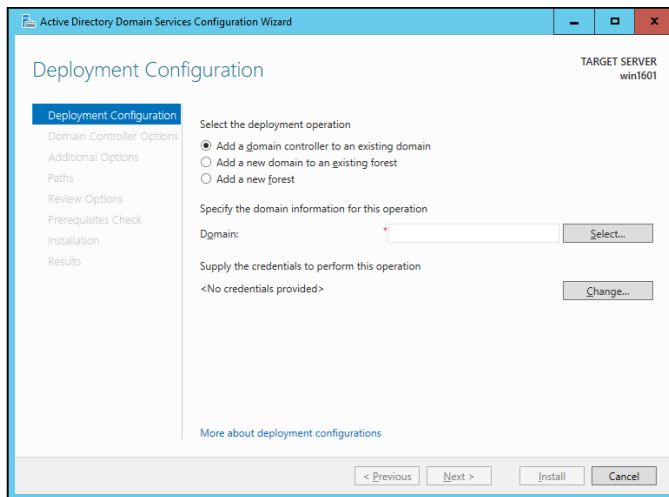 Active Directory Domain Services Configuration Wizard
Deployment Configuration
TARGET SERVER
win1601
Deployment Configuration
Domain Controller Options
Additional Options
Paths
Review Options
Prerequisites Check
Installation
Results
Select the deployment operation
Add a domain controller to an existing domain
Add a new domain to an existing forest
Add a new forest
Specify the domain information for this operation
Domain: * Select...
Supply the credentials to perform this operation
<No credentials provided> Change...
More about deployment configurations
< Previous Next > Install Cancel